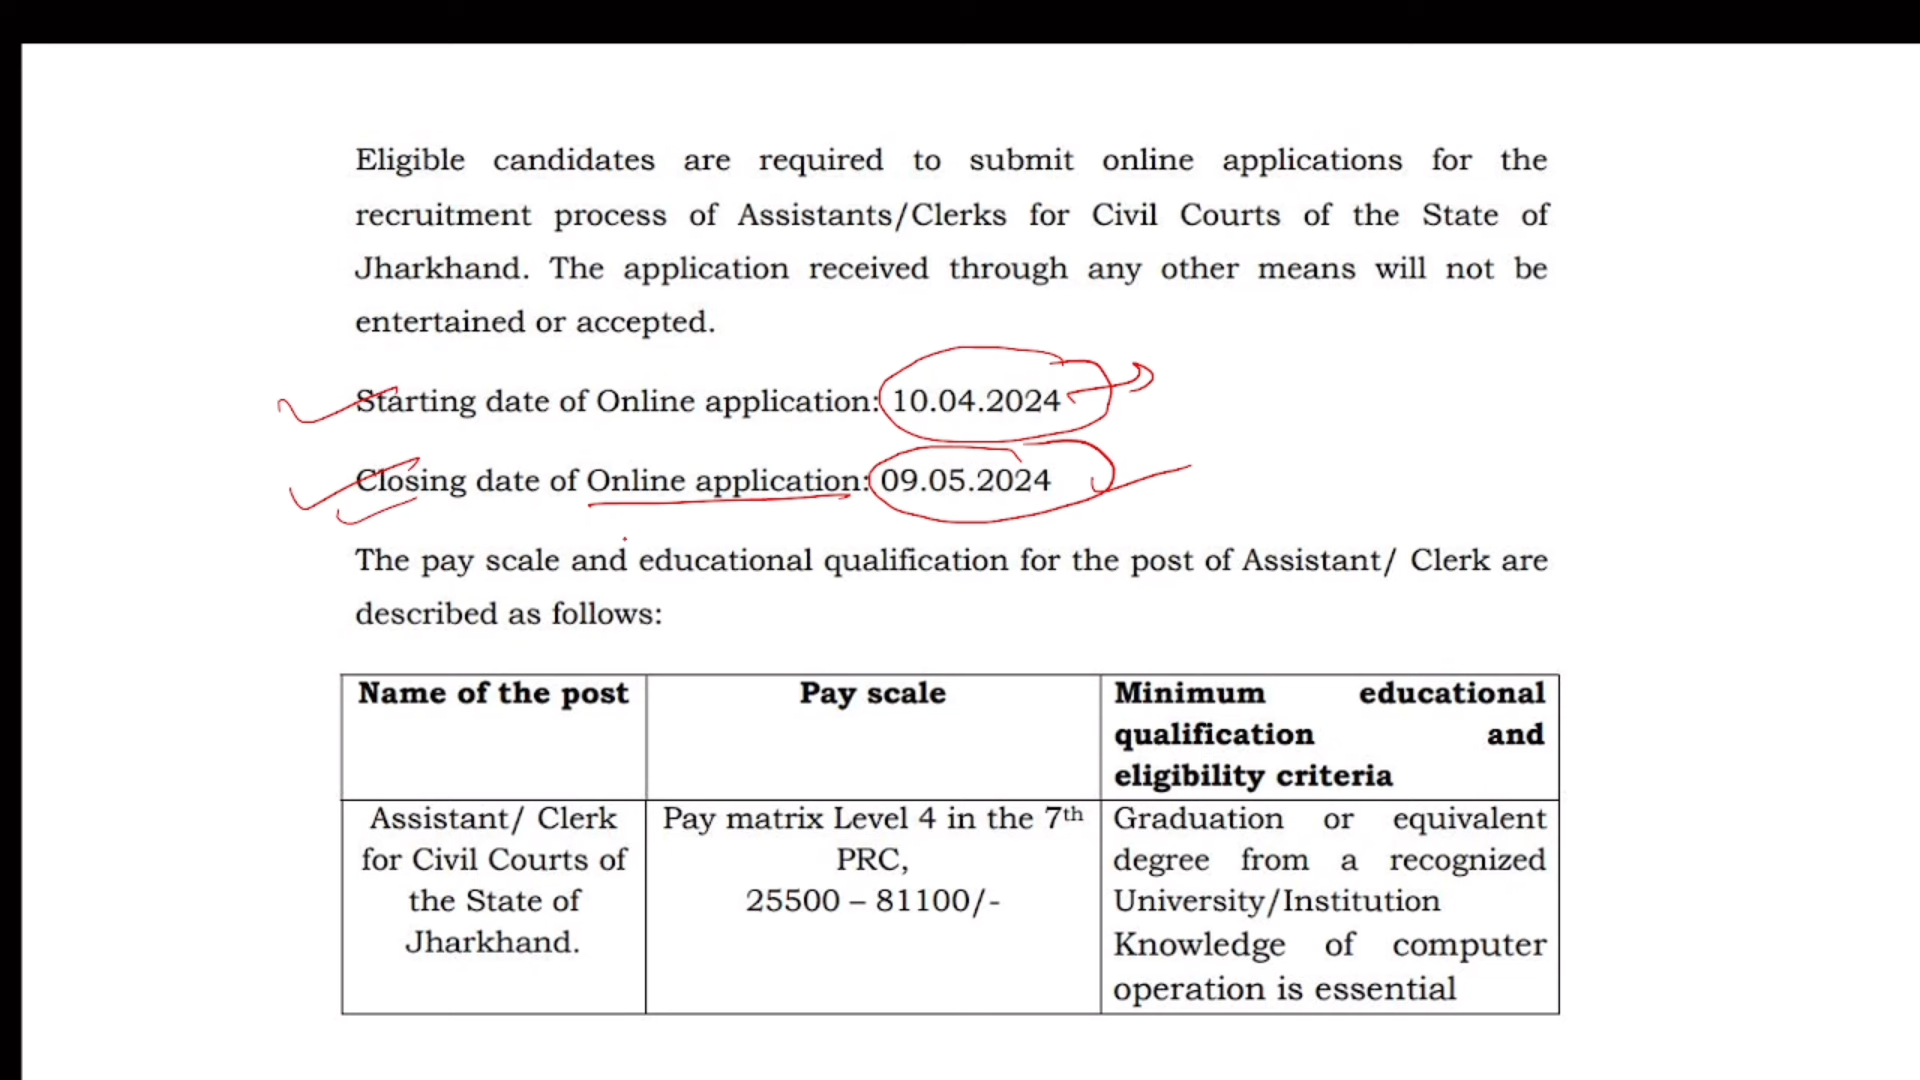 Eligible candidates are required to submit online applications for the
recruitment process of Assistants/Clerks for Civil Courts of the State of
Jharkhand. The application received through any other means will not be
entertained or accepted.
Starting date of Online application: 10.04.2024
Closing date of Online application: 09.05.2024
The pay scale and educational qualification for the post of Assistant/ Clerk are
described as follows:
Name of the post
Pay scale
Minimum educational
qualification and
eligibility criteria
Assistant/ Clerk
for Civil Courts of
the State of
Jharkhand.
Pay matrix Level 4 in the 7th
PRC,
25500 – 81100/-
Graduation or equivalent
degree from a recognized
University/Institution
Knowledge of computer
operation is essential